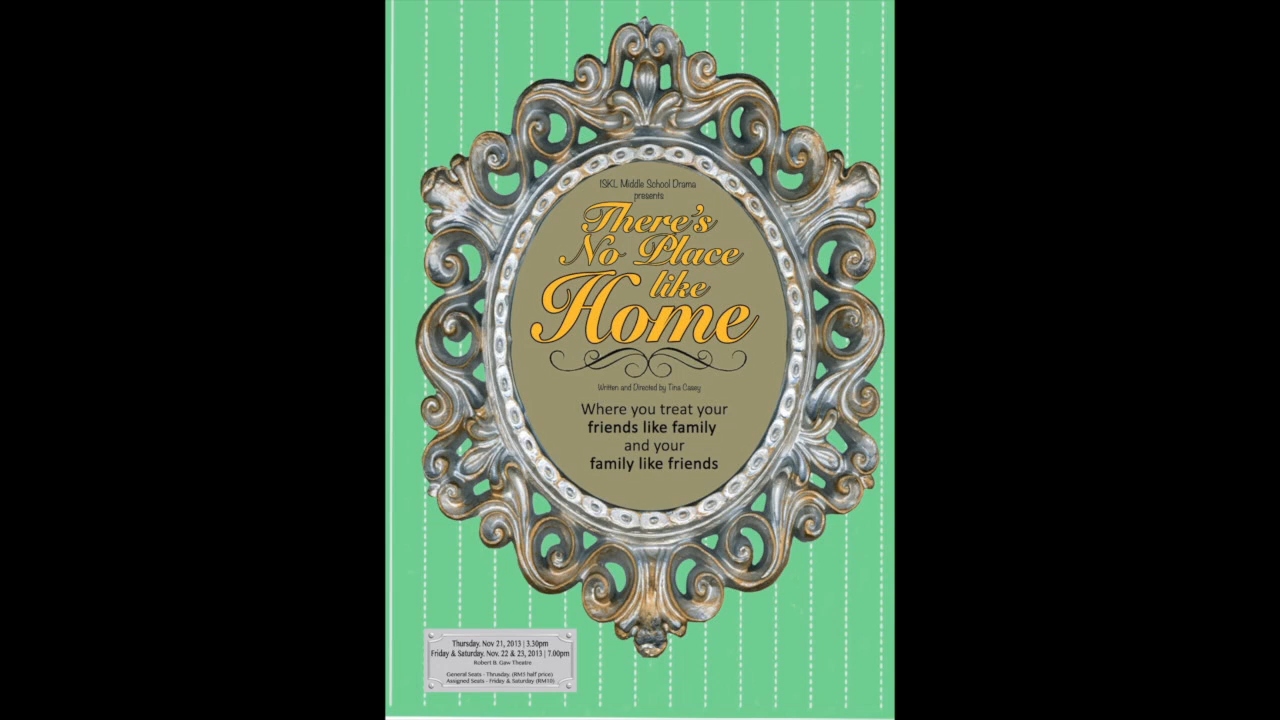 ISKL Middle School Drama
presents
There's
No Place
like
Home
Written and Directed by Tina Casey
Where you treat your
friends like family
and your
family like friends
Thursday. Nov 21, 2013 | 3.30pm
Friday & Saturday. Nov. 22 & 23, 2013 | 7.00pm
Robert B. Gaw Theatre
General Seats - Thrusday. (RM5 half price)
Assigned Seats - Friday & Saturday (RM10)